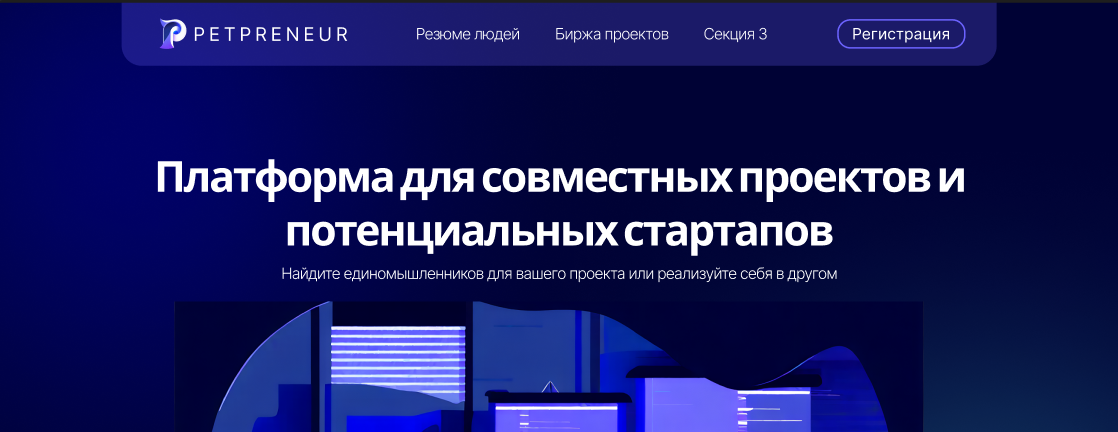 PETPRENEUR
Резюме людей
Биржа проектов
Секция 3
Регистрация
Платформа для совместных проектов и
потенциальных стартапов
Найдите единомышленников для вашего проекта или реализуйте себя в другом